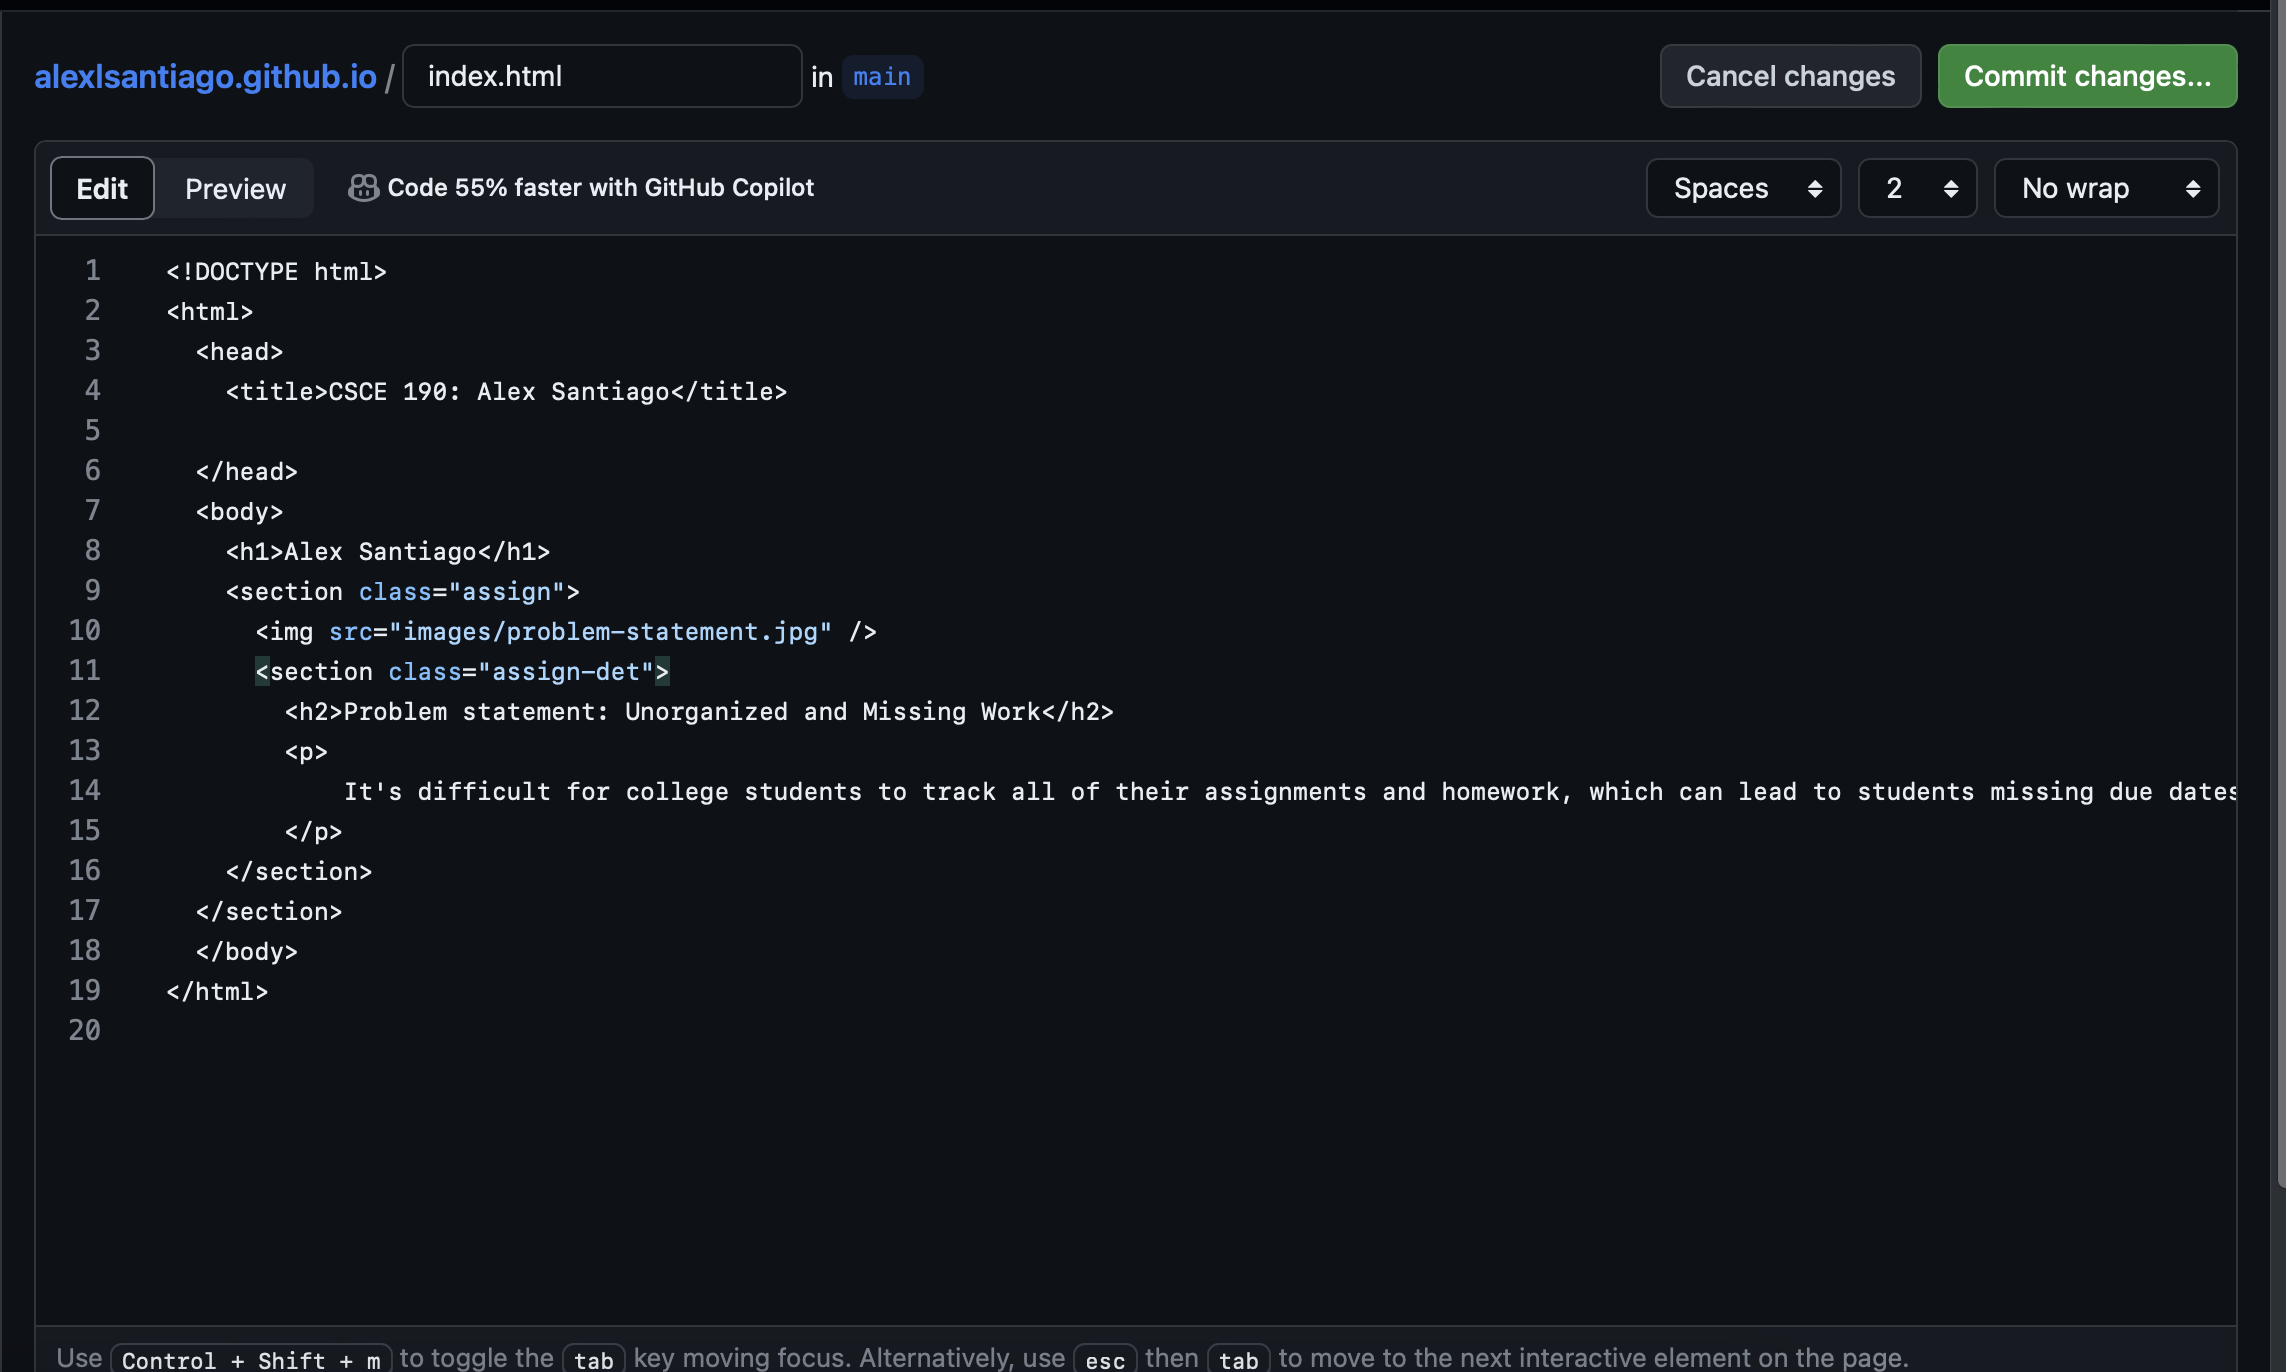 alexlsantiago.github.io / index.html in main Cancel changes Commit changes...
Edit Preview Code 55% faster with GitHub Copilot Spaces 2 No wrap
1 <!DOCTYPE html>
2 <html>
3   <head>
4     <title>CSCE 190: Alex Santiago</title>
5
6   </head>
7   <body>
8     <h1>Alex Santiago</h1>
9     <section class="assign">
10       <img src="images/problem-statement.jpg" />
11       <section class="assign-det">
12         <h2>Problem statement: Unorganized and Missing Work</h2>
13         <p>
14             It's difficult for college students to track all of their assignments and homework, which can lead to students missing due dates
15         </p>
16     </section>
17   </section>
18   </body>
19 </html>
20
Use Control + Shift + m to toggle the tab key moving focus. Alternatively, use esc then tab to move to the next interactive element on the page.